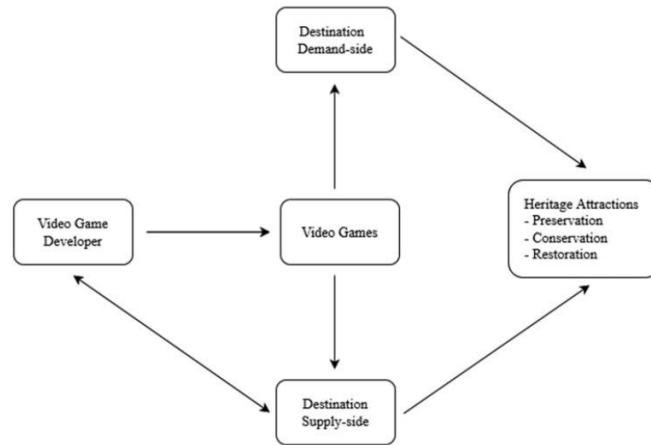 Destination
Demand-side
Video Game
Developer
Video Games
Heritage Attractions
- Preservation
- Conservation
- Restoration
Destination
Supply-side